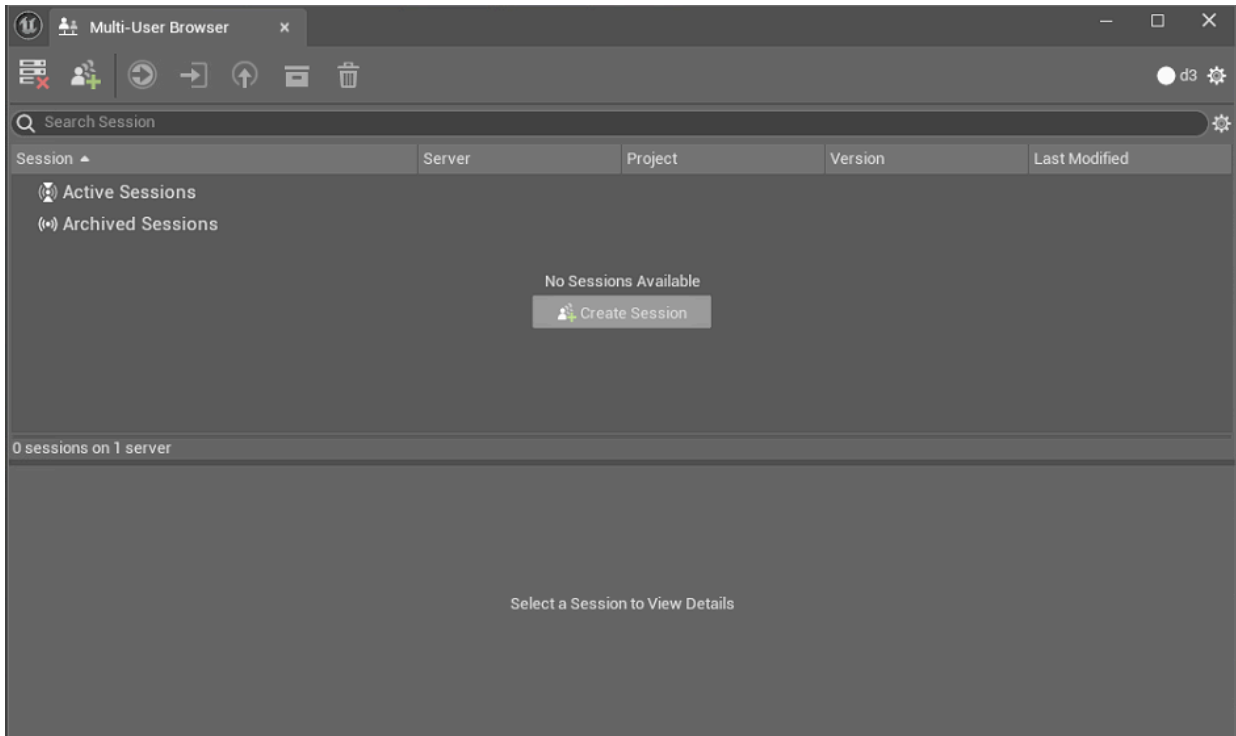 Multi-User Browser
d3
Search Session
Session Server Project Version Last Modified
Active Sessions
Archived Sessions
No Sessions Available
Create Session
0 sessions on 1 server
Select a Session to View Details